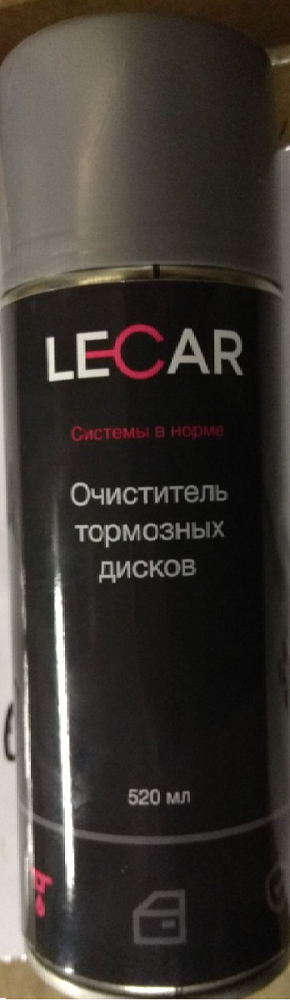 LECAR
Системы в норме
Очиститель
тормозных
дисков
520 мл